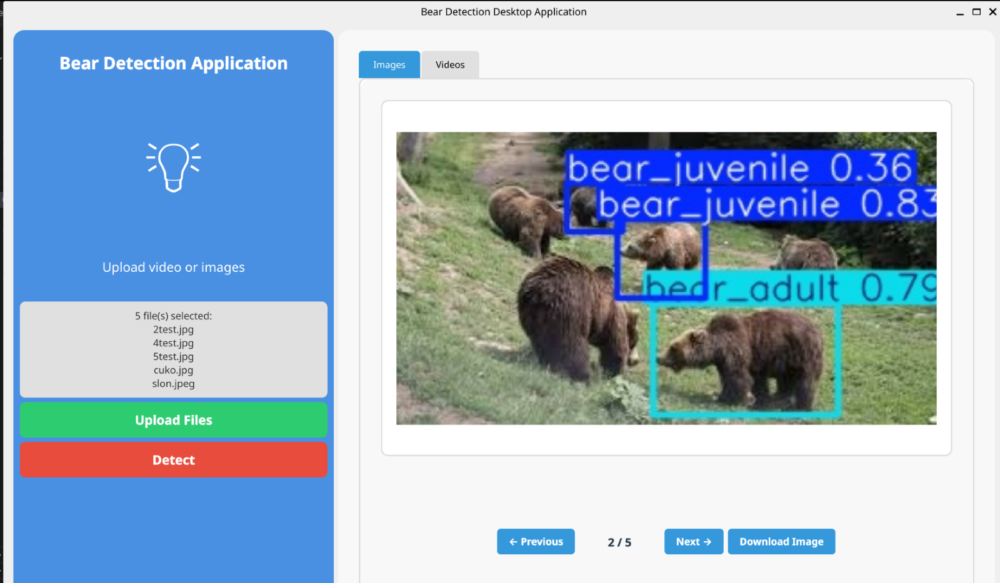 Bear Detection Desktop Application
Bear Detection Application
Upload video or images
5 file(s) selected:
2test.jpg
4test.jpg
5test.jpg
cuko.jpg
slon.jpeg
Upload Files
Detect
Images
Videos
bear_juvenile 0.36
bear_juvenile 0.83
bear_adult 0.79
← Previous
2 / 5
Next →
Download Image